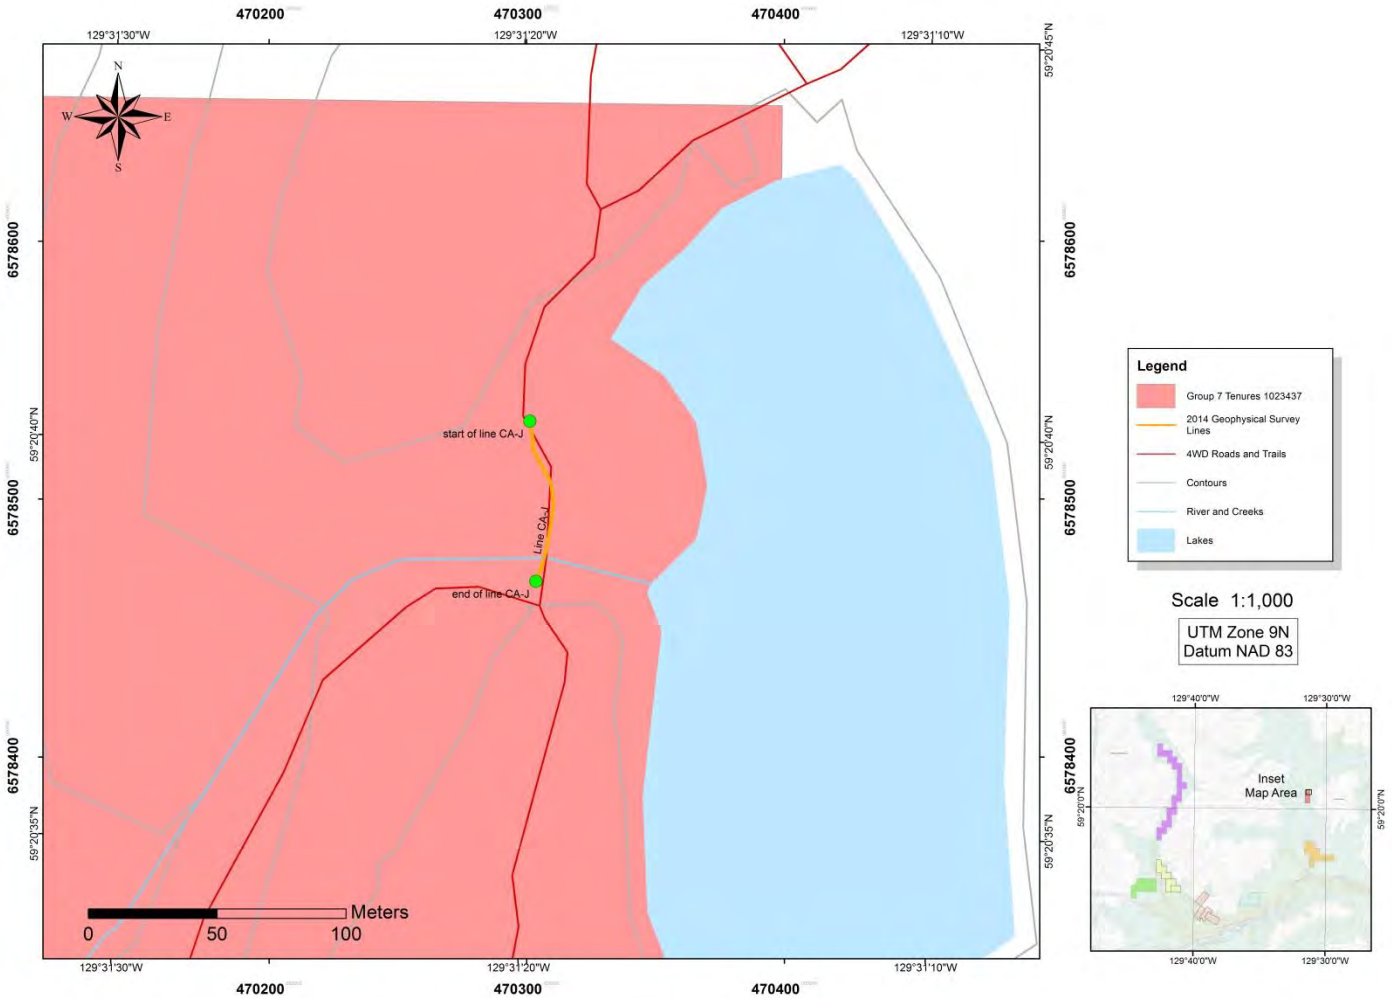 470200
470300
470400
129°31'30"W
129°31'20"W
129°31'10"W
59°20'45"N
N
W
E
S
6578600
6578600
59°20'40"N
59°20'40"N
start of line CA-J
6578500
6578500
Line CA-J
end of line CA-J
6578400
6578400
59°20'35"N
59°20'35"N
Meters
0
50
100
129°31'30"W
129°31'20"W
129°31'10"W
470200
470300
470400
Legend
Group 7 Tenures 1023437
2014 Geophysical Survey
Lines
4WD Roads and Trails
Contours
River and Creeks
Lakes
Scale 1:1,000
UTM Zone 9N
Datum NAD 83
129°40'0"W
129°30'0"W
Inset
Map Area
59°20'0"N
59°20'0"N
129°40'0"W
129°30'0"W